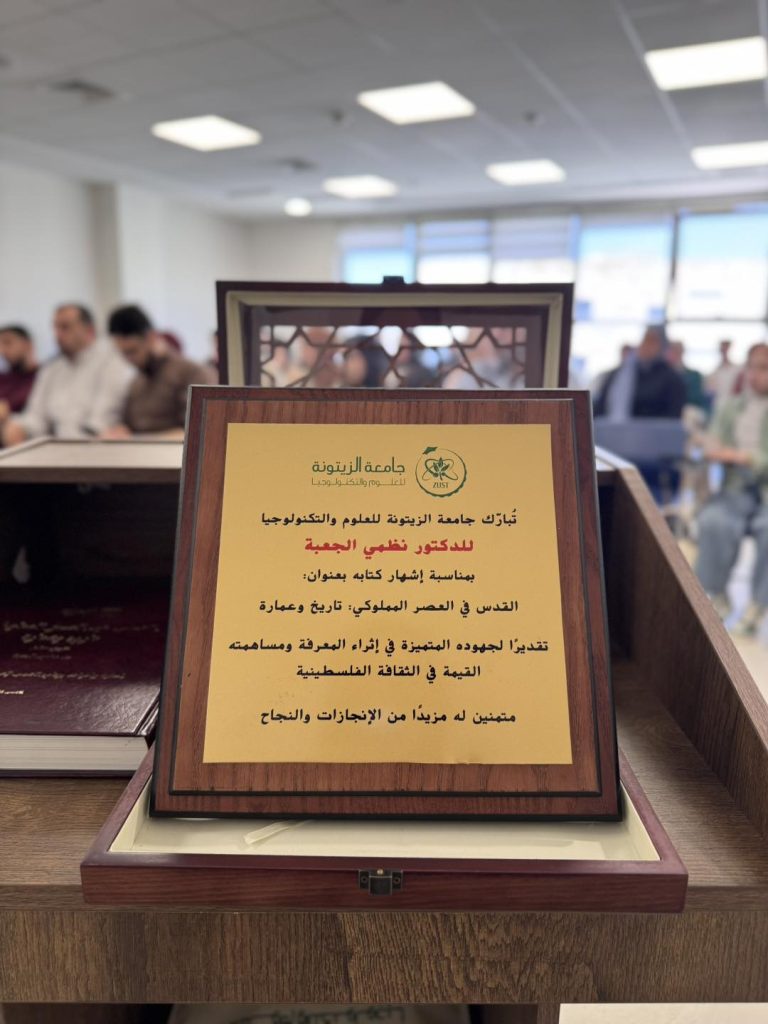 جامعة الزيتونة
للعلوم والتكنولوجيا
ZUST
تُبارَك جامعة الزيتونة للعلوم والتكنولوجيا
للدكتور نظمي الجعبة
بمناسبة إشهار كتابه بعنوان:
القدس في العصر المملوكي: تاريخ وعمارة
تقديرًا لجهوده المتميزة في إثراء المعرفة ومساهمته
القيمة في الثقافة الفلسطينية
متمنين له مزيدًا من الإنجازات والنجاح